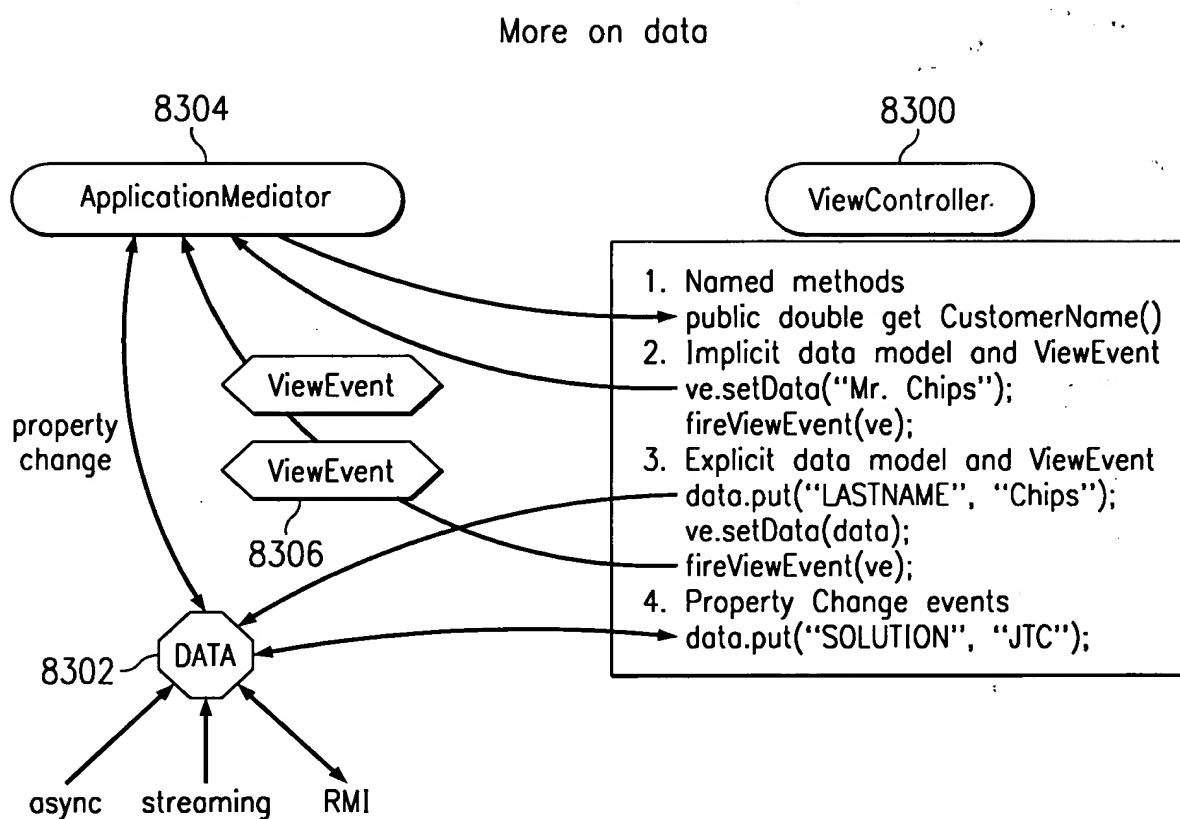 More on data
8304
8300
ApplicationMediator
ViewController.
1. Named methods
public double get CustomerName()
2. Implicit data model and ViewEvent
ve.setData(“Mr. Chips”);
fireViewEvent(ve);
3. Explicit data model and ViewEvent
data.put(“LASTNAME”, “Chips”);
ve.setData(data);
fireViewEvent(ve);
4. Property Change events
data.put(“SOLUTION”, “JTC”);
ViewEvent
property
change
ViewEvent
8306
8302
DATA
async
streaming
RMI